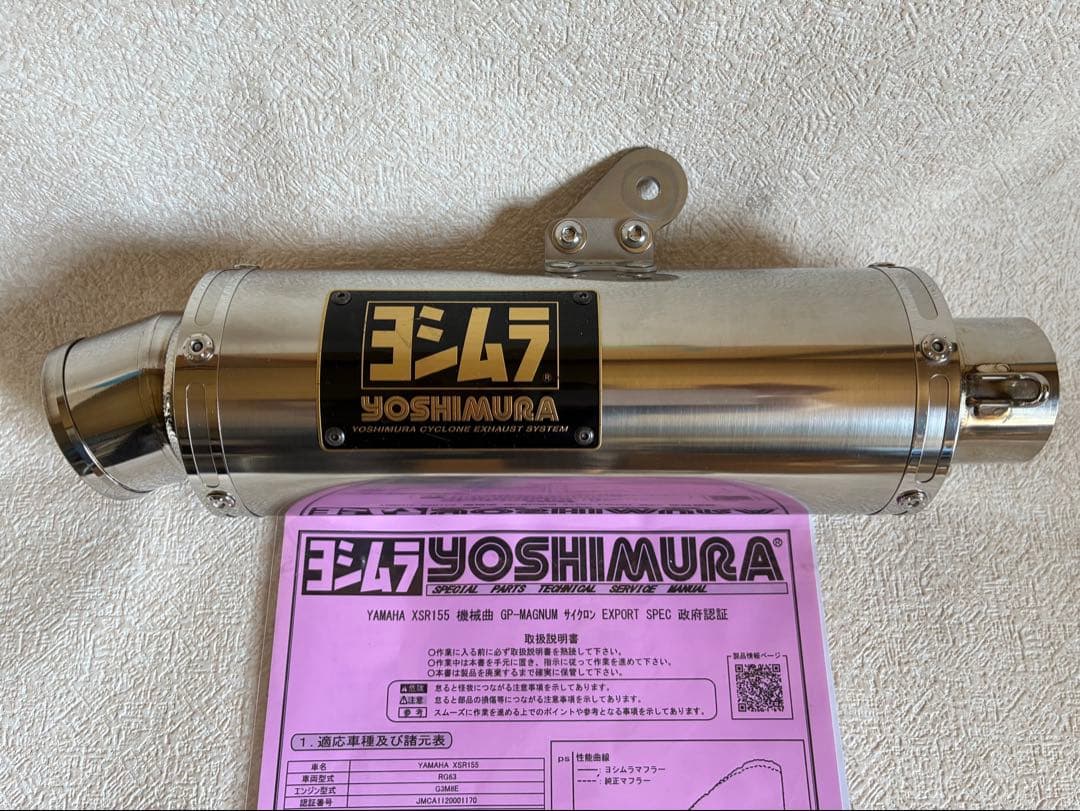 ヨシムラ
®
YOSHIMURA
YOSHIMURA CYCLONE EXHAUST SYSTEM
ヨシムラ YOSHIMURA®
SPECIAL PARTS TECHNICAL SERVICE MANUAL
YAMAHA XSR155 機械曲 GP-MAGNUM サイクロン EXPORT SPEC 政府認証
取扱説明書
○作業に入る前に必ず取扱説明書を熟読して下さい。
○作業中は本書を手元に置き、指示に従って作業を進めて下さい。
○本書は製品を廃棄するまで確実に保管して下さい。
製品情報ページ
⚠危険 怠ると怪我につながる注意事項を示してあります。
⚠注意 怠ると部品の損傷等につながる注意事項を示してあります。
参考 スムーズに作業を進める上でのポイントや参考となる事項を示してあります。
1.適応車種及び諸元表
車名 YAMAHA XSR155
車両型式 RG63
エンジン型式 G3M8E
認証番号 JMCA1120001170
ps 性能曲線
:ヨシムラマフラー
:純正マフラー